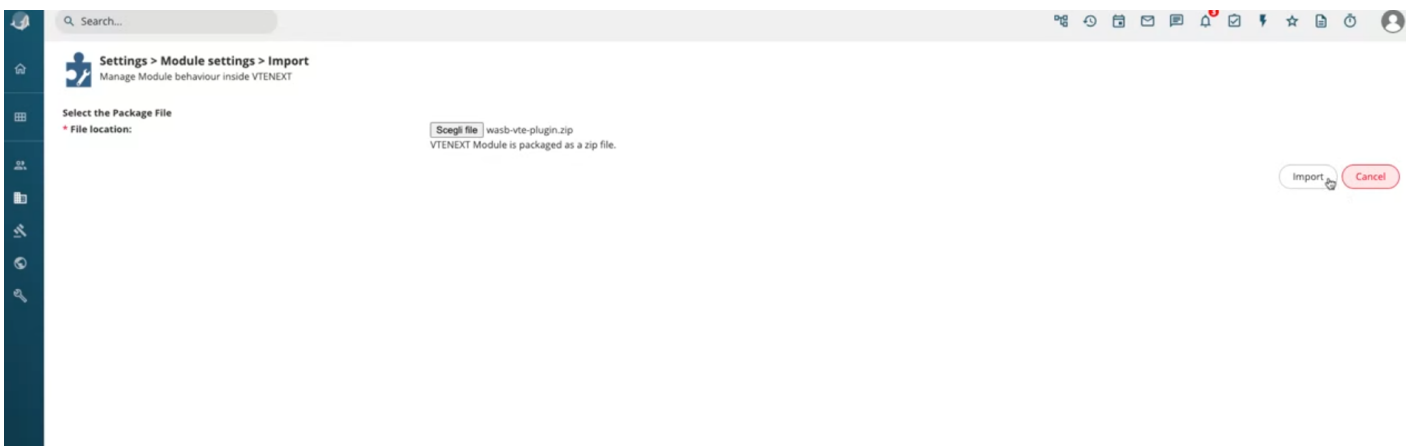 Search...
Settings > Module settings > Import
Manage Module behaviour inside VTENEXT
Select the Package File
* File location:
Scegli file wasb-vte-plugin.zip
VTENEXT Module is packaged as a zip file.
Import Cancel